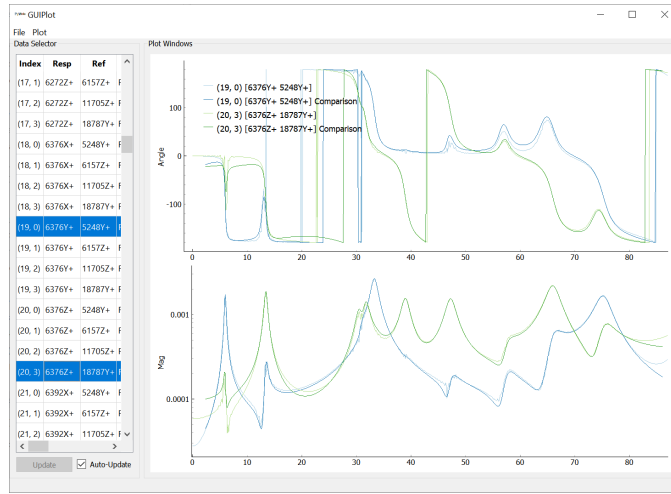 GUIPlot
File Plot
Data Selector
Plot Windows
Index Resp Ref
(17, 1) 6272Z+ 6157Z+ F
(17, 2) 6272Z+ 11705Z+ F
(17, 3) 6272Z+ 18787Y+ F
(18, 0) 6376X+ 5248Y+ F
(18, 1) 6376X+ 6157Z+ F
(18, 2) 6376X+ 11705Z+ F
(18, 3) 6376X+ 18787Y+ F
(19, 0) 6376Y+ 5248Y+ F
(19, 1) 6376Y+ 6157Z+ F
(19, 2) 6376Y+ 11705Z+ F
(19, 3) 6376Y+ 18787Y+ F
(20, 0) 6376Z+ 5248Y+ F
(20, 1) 6376Z+ 6157Z+ F
(20, 2) 6376Z+ 11705Z+ F
(20, 3) 6376Z+ 18787Y+ F
(21, 0) 6392X+ 5248Y+ F
(21, 1) 6392X+ 6157Z+ F
(21, 2) 6392X+ 11705Z+ F
Update Auto-Update
(19, 0) [6376Y+ 5248Y+]
(19, 0) [6376Y+ 5248Y+] Comparison
(20, 3) [6376Z+ 18787Y+]
(20, 3) [6376Z+ 18787Y+] Comparison
Angle
100
0
-100
0 10 20 30 40 50 60 70 80
Mag
0.001
0.0001
0 10 20 30 40 50 60 70 80